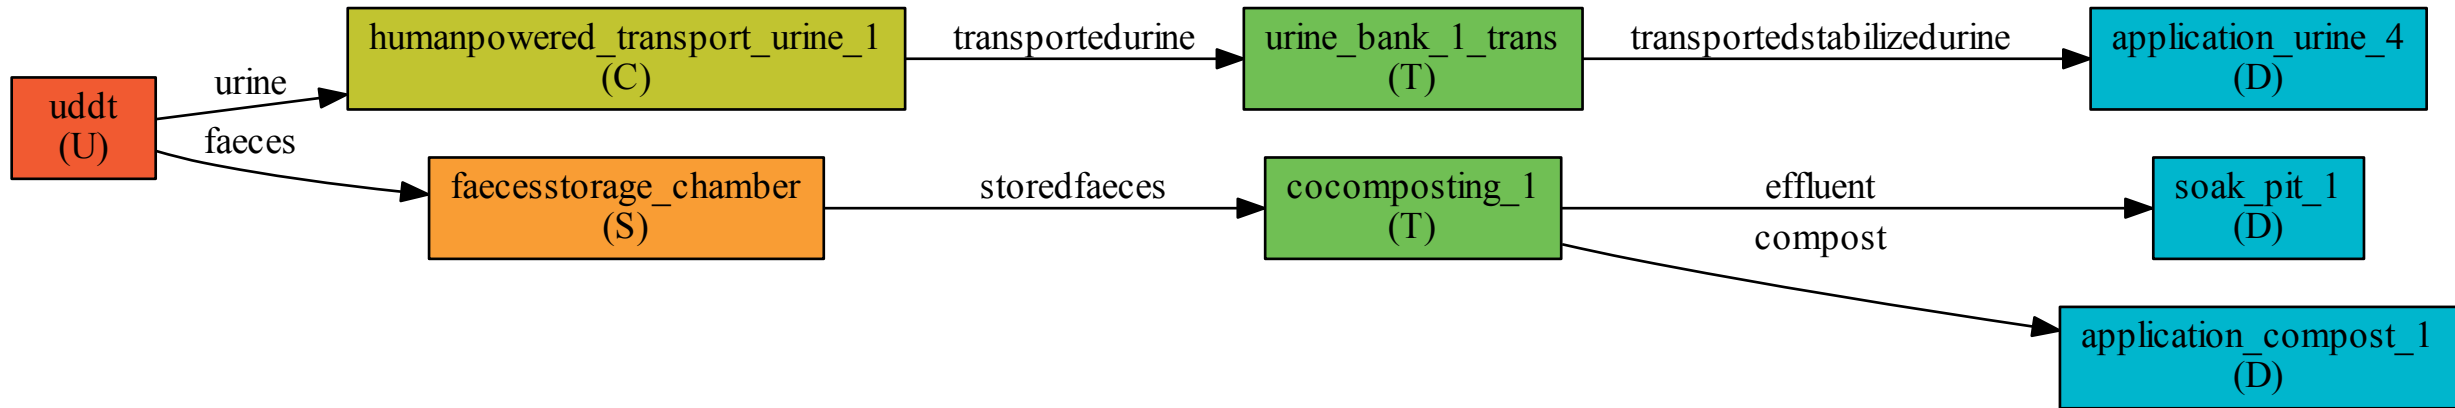 uddt
(U)
urine
faeces
humanpowered_transport_urine_1
(C)
transportedurine
urine_bank_1_trans
(T)
transportedstabilizedurine
application_urine_4
(D)
faecesstorage_chamber
(S)
storedfaeces
cocomposting_1
(T)
effluent
compost
soak_pit_1
(D)
application_compost_1
(D)